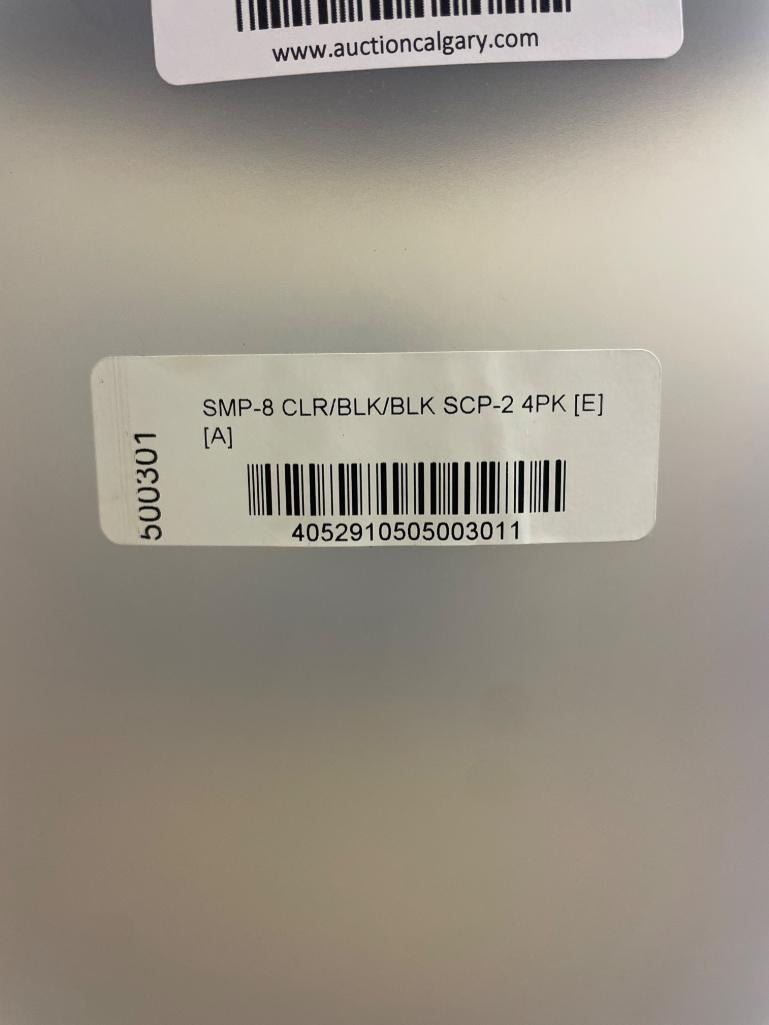 www.auctioncalgary.com
SMP-8 CLR/BLK/BLK SCP-2 4PK [E]
[A]
500301
4052910505003011